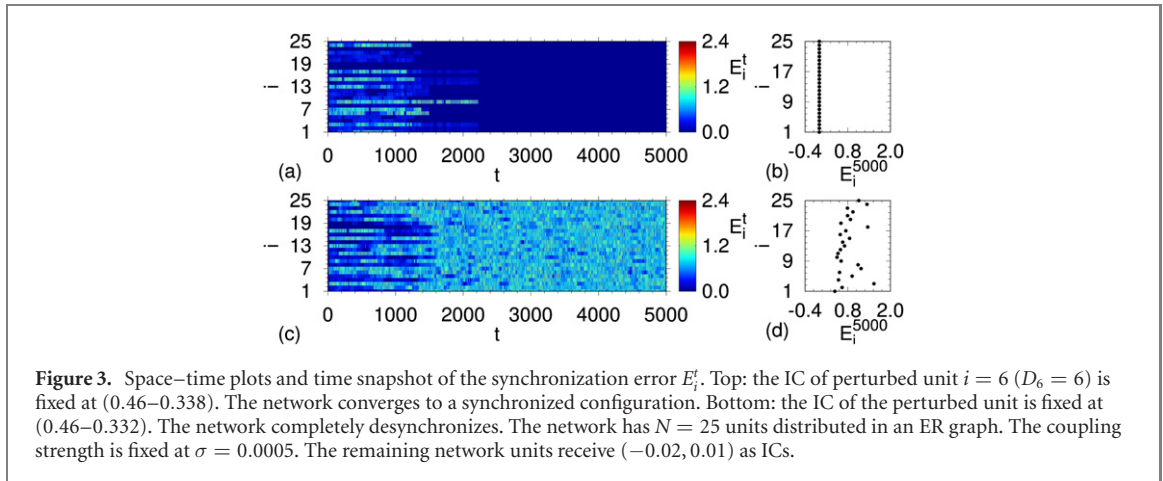 25
19
13
7
1
i
0 1000 2000 3000 4000 5000
t
(a)
2.4
1.2
0.0
E_i^t
25
17
9
1
i
-0.4 0.8 2.0
E_i^5000
(b)
25
19
13
7
1
i
0 1000 2000 3000 4000 5000
t
(c)
2.4
1.2
0.0
E_i^t
25
17
9
1
i
-0.4 0.8 2.0
E_i^5000
(d)
Figure 3. Space–time plots and time snapshot of the synchronization error E_i^t. Top: the IC of perturbed unit i = 6 (D_6 = 6) is
fixed at (0.46–0.338). The network converges to a synchronized configuration. Bottom: the IC of the perturbed unit is fixed at
(0.46–0.332). The network completely desynchronizes. The network has N = 25 units distributed in an ER graph. The coupling
strength is fixed at σ = 0.0005. The remaining network units receive (−0.02, 0.01) as ICs.